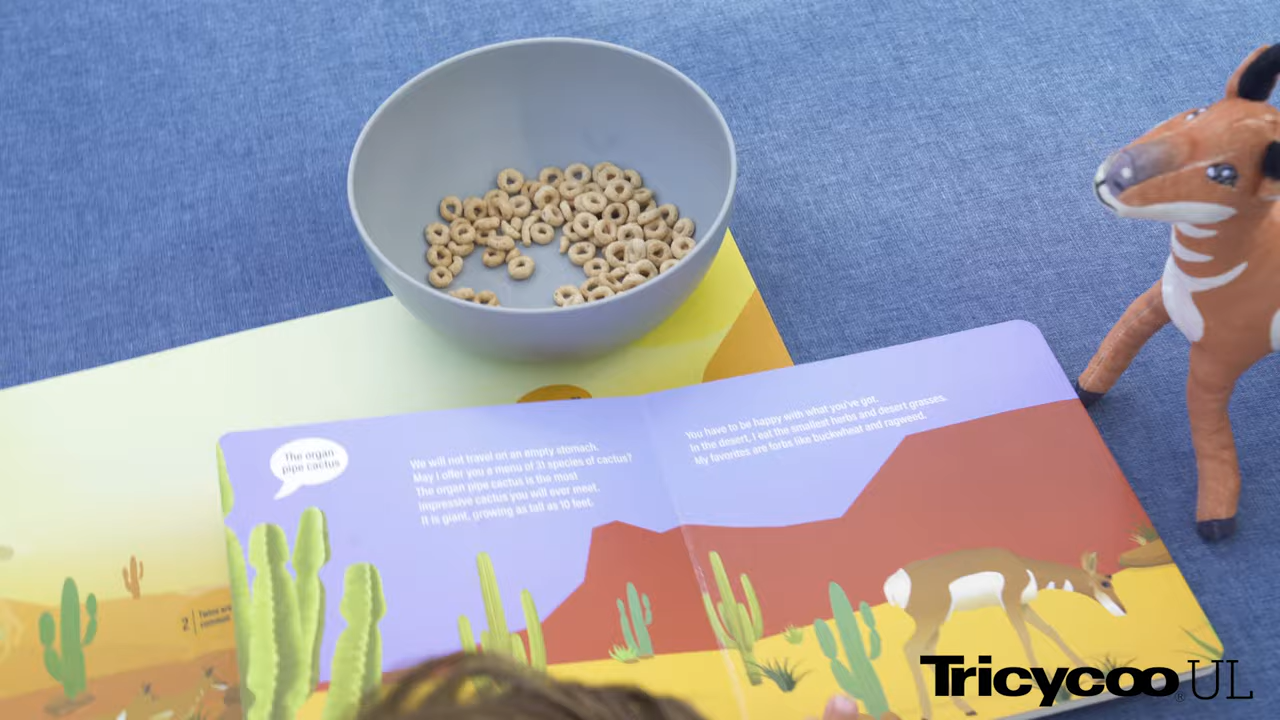 The organ
pipe cactus
We will not travel on an empty stomach.
May I offer you a menu of 31 species of cactus?
The organ pipe cactus is the most
impressive cactus you will ever meet.
It is giant, growing as tall as 10 feet.
You have to be happy with what you've got.
In the desert, I eat the smallest herbs and desert grasses.
My favorites are forbs like buckwheat and ragweed.
2
Tricycoo® UL